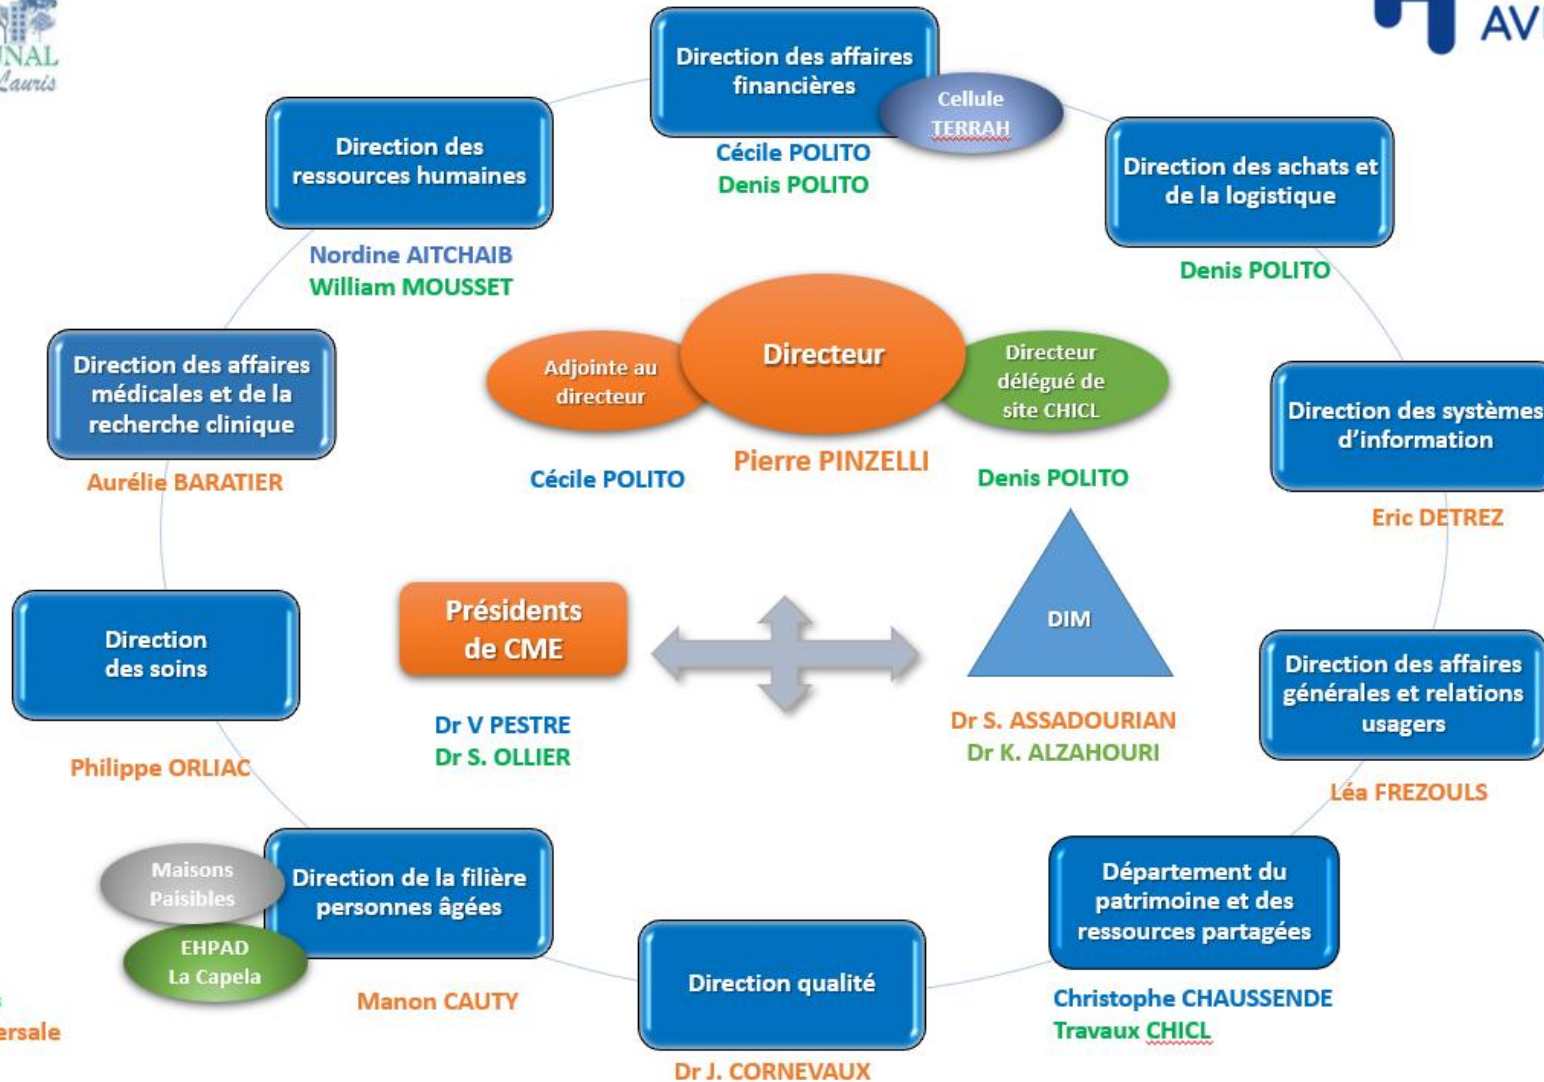 Lauris
Direction des affaires
financières
Cellule
TERRAH
Cécile POLITO
Denis POLITO
Direction des
ressources humaines
Nordine AITCHAIB
William MOUSSET
Direction des achats et
de la logistique
Denis POLITO
Direction des affaires
médicales et de la
recherche clinique
Aurélie BARATIER
Adjointe au
directeur
Cécile POLITO
Directeur
Pierre PINZELLI
Directeur
délégué de
site CHICL
Denis POLITO
Direction des systèmes
d'information
Eric DETREZ
Direction
des soins
Philippe ORLIAC
Présidents
de CME
Dr V PESTRE
Dr S. OLLIER
DIM
Dr S. ASSADOURIAN
Dr K. ALZAHOURI
Direction des affaires
générales et relations
usagers
Léa FREZOULS
Maisons
Paisibles
EHPAD
La Capela
Direction de la filière
personnes âgées
Manon CAUTY
Direction qualité
Dr J. CORNEVAUX
Département du
patrimoine et des
ressources partagées
Christophe CHAUSSENDE
Travaux CHICL